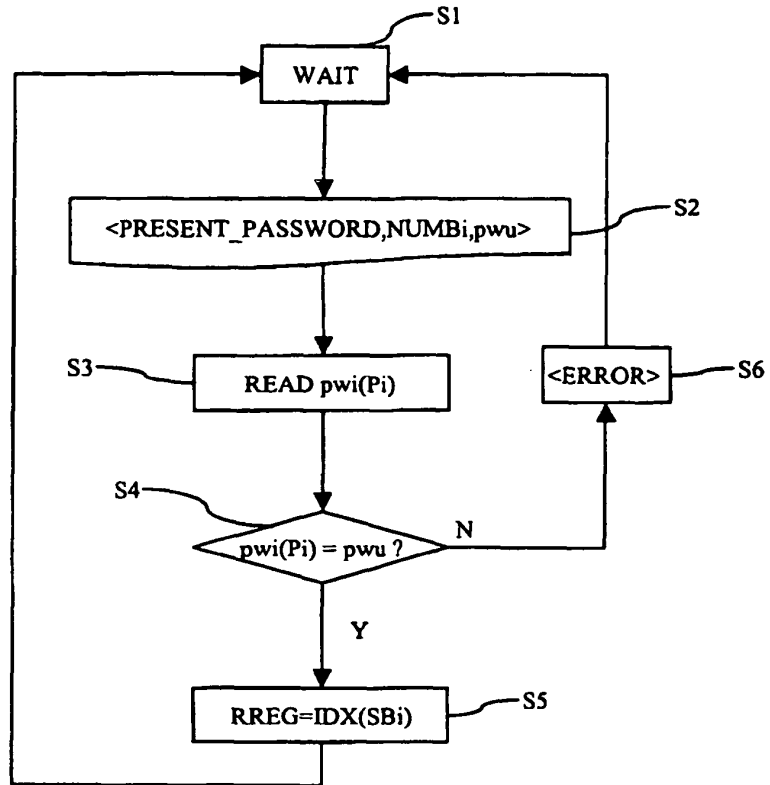 S1
WAIT
<PRESENT_PASSWORD,NUMBi,pwu>
S2
S3
READ pwi(Pi)
<ERROR>
S6
S4
pwi(Pi) = pwu ?
N
Y
RREG=IDX(SBi)
S5